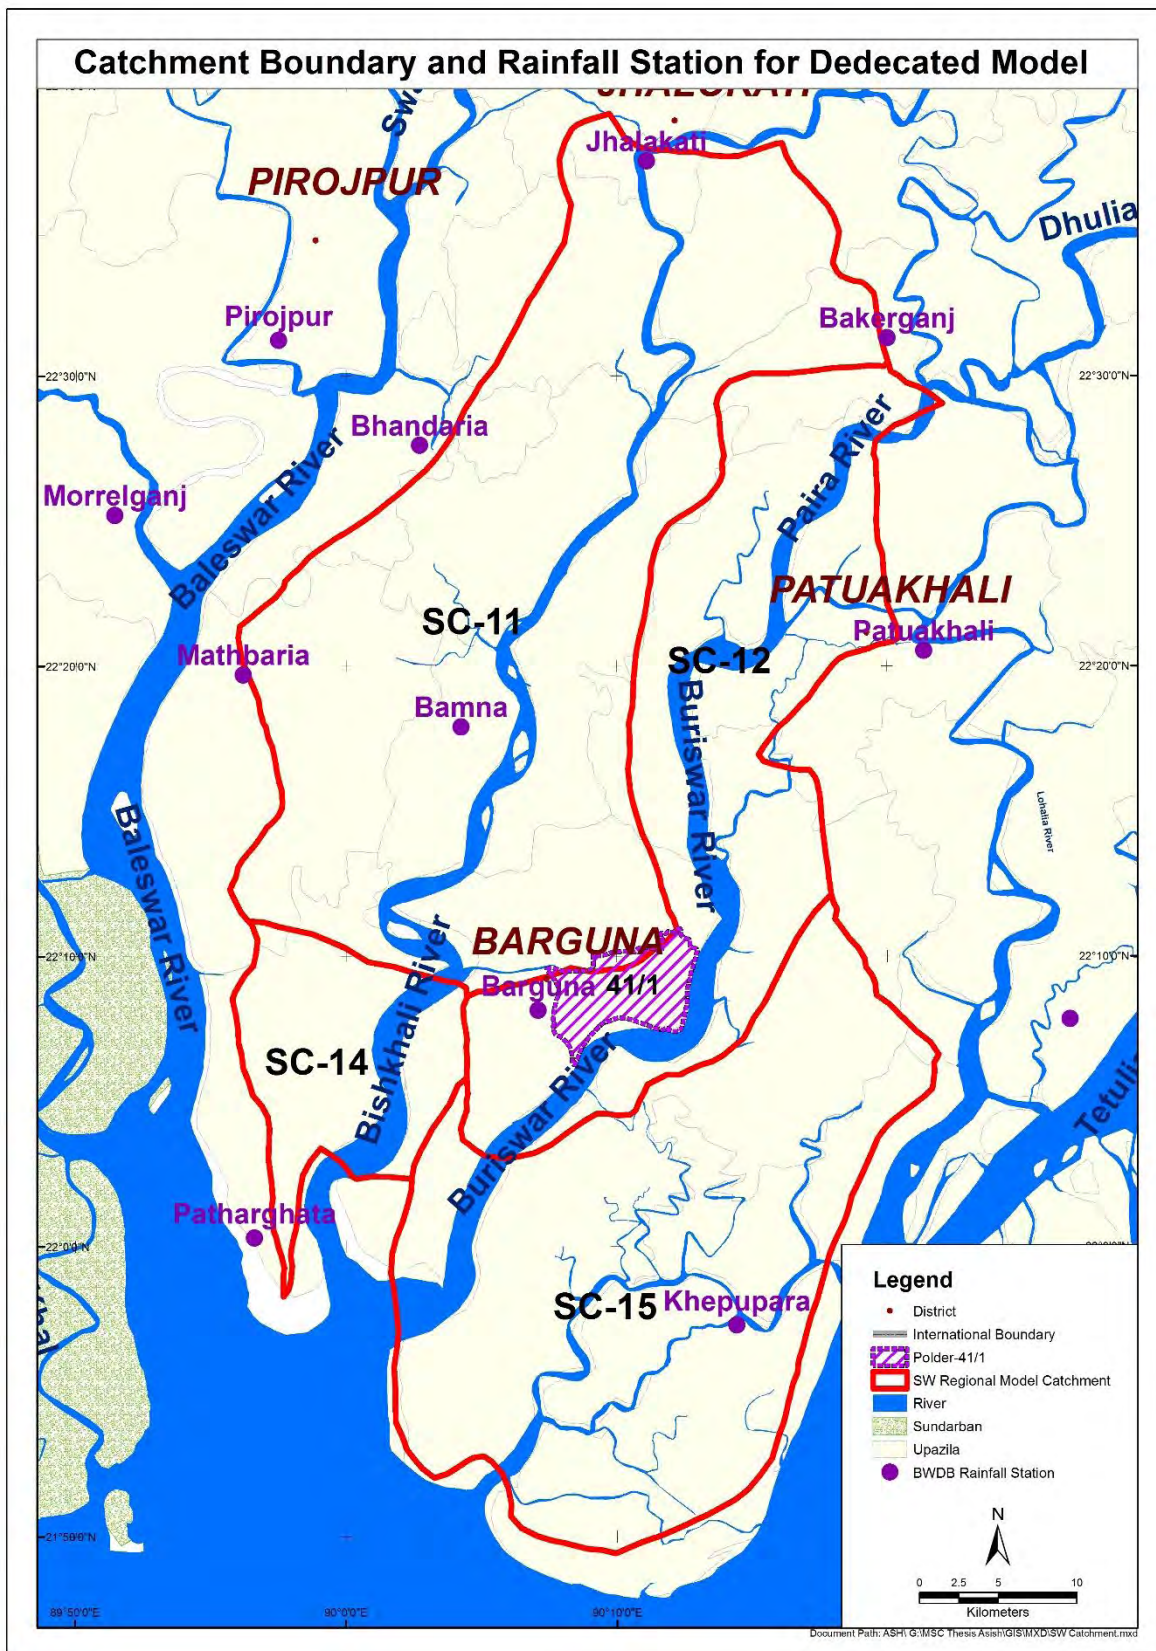 Catchment Boundary and Rainfall Station for Dedecated Model
JHALOKATI
Swa
Jhalakati
PIROJPUR
Dhulia
Pirojpur
Bakerganj
22°30'0"N
22°30'0"N
Bhandaria
Paira River
Baleswar River
Morrelganj
PATUAKHALI
SC-11
Patuakhali
22°20'0"N
Mathbaria
SC-12
22°20'0"N
Bamna
Buriswar River
Lohalia River
Baleswar River
BARGUNA
22°10'0"N
22°10'0"N
Barguna 41/1
Bishkhali River
SC-14
Buriswar River
Tetulia
Patharghata
22°0'0"N
SC-15
Khepupara
Legend
District
International Boundary
Polder-41/1
SW Regional Model Catchment
River
Sundarban
Upazila
BWDB Rainfall Station
N
21°50'0"N
0 2.5 5 10
Kilometers
89°50'0"E
90°0'0"E
90°10'0"E
Document Path: ASH\ G:\MSC Thesis Asish\GIS\MXD\SW Catchment.mxd